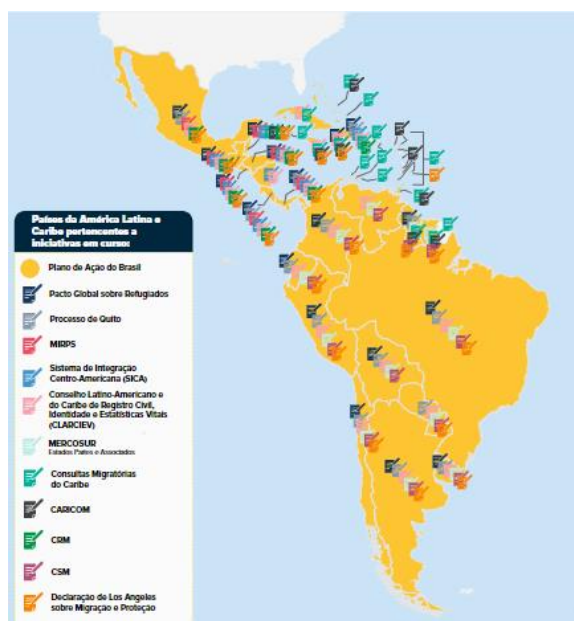 Países da América Latina e
Caribe pertencentes a
iniciativas em curso:
Plano de Ação do Brasil
Pacto Global sobre Refugiados
Processo de Quito
MIRPS
Sistema de Integração
Centro-Americana (SICA)
Conselho Latino-Americano e
do Caribe de Registro Civil,
Identidade e Estatísticas Vitais
(CLARCIEV)
MERCOSUR
Estados Partes e Associados
Consultas Migratórias
do Caribe
CARICOM
CRM
CSM
Declaração de Los Angeles
sobre Migração e Proteção